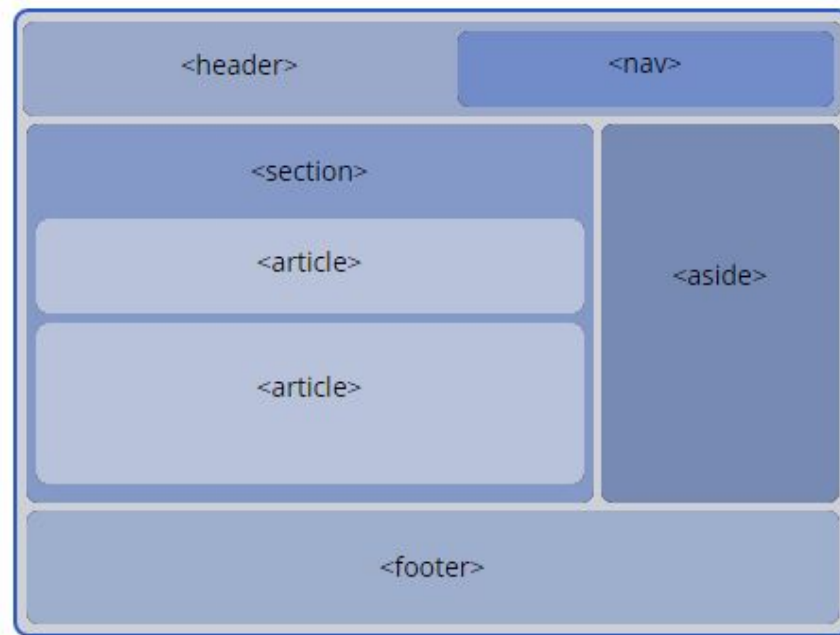 <header>
<nav>
<section>
<article>
<aside>
<article>
<footer>